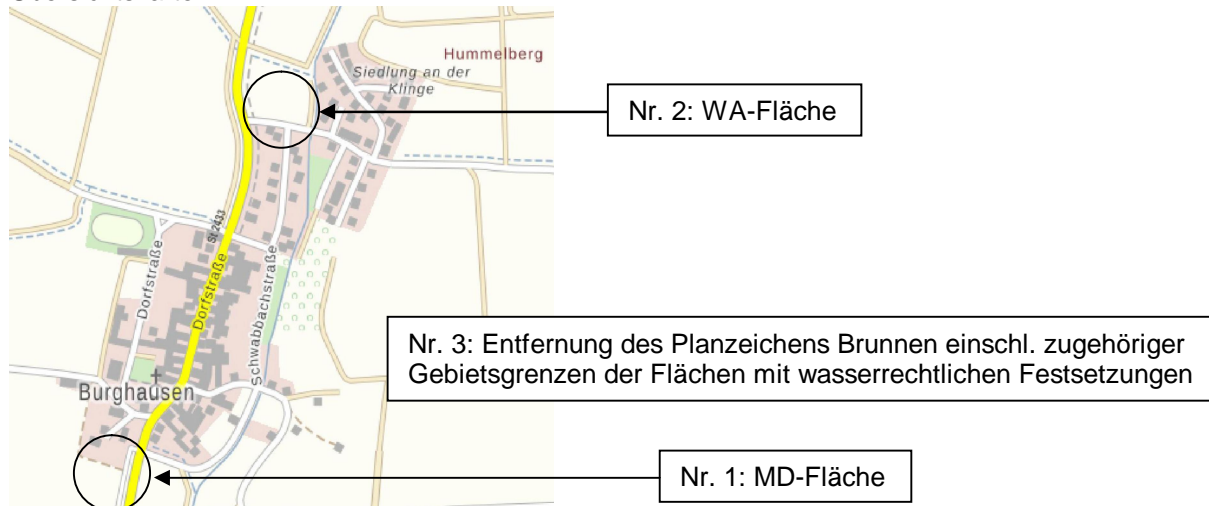 Hummelberg
Siedlung an der
Klinge
Nr. 2: WA-Fläche
St 2433
Dorfstraße
Dorfstraße
Schwabbachstraße
Nr. 3: Entfernung des Planzeichens Brunnen einschl. zugehöriger
Gebietsgrenzen der Flächen mit wasserrechtlichen Festsetzungen
Burghausen
Nr. 1: MD-Fläche